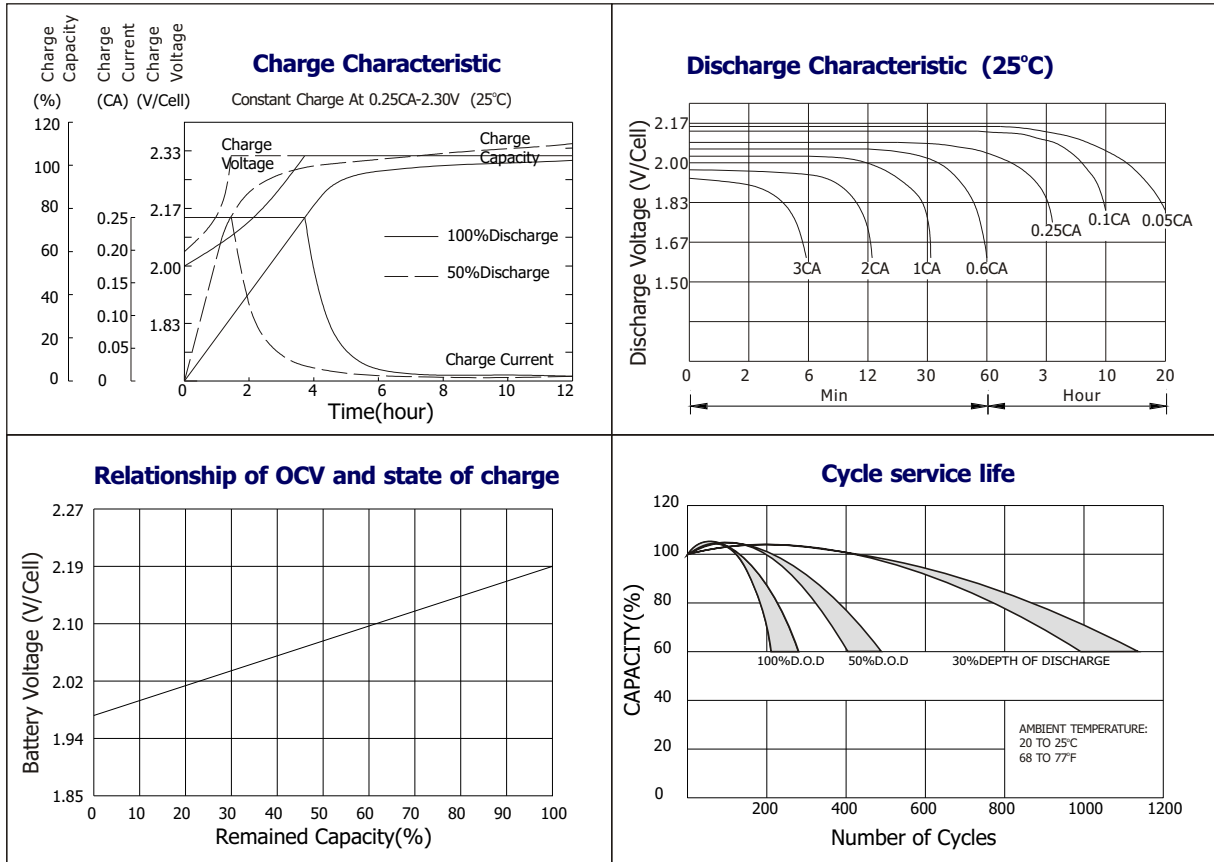 Charge Capacity
Charge Current
Charge Voltage
(%)
(CA)
(V/Cell)
Charge Characteristic
Constant Charge At 0.25CA-2.30V (25°C)
120
100
80
60
40
20
0
0.25
0.20
0.15
0.10
0.05
0
2.33
2.17
2.00
1.83
Charge Voltage
Charge Capacity
100%Discharge
50%Discharge
Charge Current
0 2 4 6 8 10 12
Time(hour)
Discharge Characteristic (25°C)
Discharge Voltage (V/Cell)
2.17
2.00
1.83
1.67
1.50
3CA 2CA 1CA 0.6CA 0.25CA 0.1CA 0.05CA
0 2 6 12 30 60 3 10 20
Min Hour
Relationship of OCV and state of charge
Battery Voltage (V/Cell)
2.27
2.19
2.10
2.02
1.94
1.85
0 10 20 30 40 50 60 70 80 90 100
Remained Capacity(%)
Cycle service life
CAPACITY(%)
120
100
80
60
40
20
0
100%D.O.D 50%D.O.D 30%DEPTH OF DISCHARGE
AMBIENT TEMPERATURE:
20 TO 25°C
68 TO 77°F
200 400 600 800 1000 1200
Number of Cycles